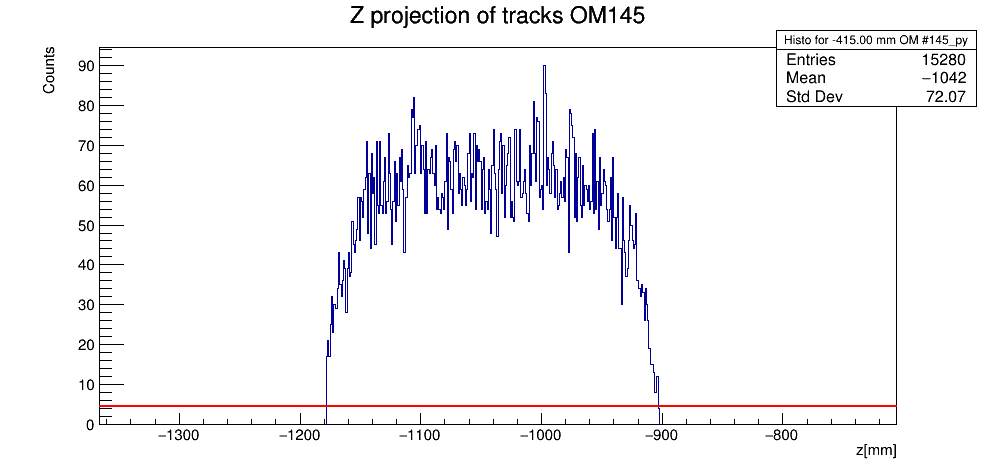 Z projection of tracks OM145
Histo for -415.00 mm OM #145_py
Entries 15280
Mean −1042
Std Dev 72.07
Counts
90
80
70
60
50
40
30
20
10
0
−1300 −1200 −1100 −1000 −900 −800
z[mm]